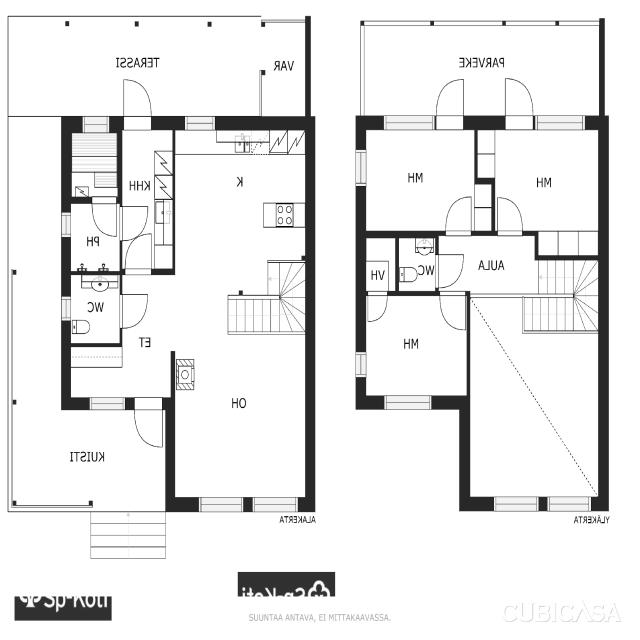 TERASSI
VAR
PARVEKE
KHH
K
MH
MH
PH
WC
AULA
WC
VH
ET
MH
OH
KUISTI
ALAKERTA
YLÄKERTA
Sp-Koti
Sp-Koti
SUUNTAA ANTAVA, EI MITTAKAAVASSA.
CUBICASA